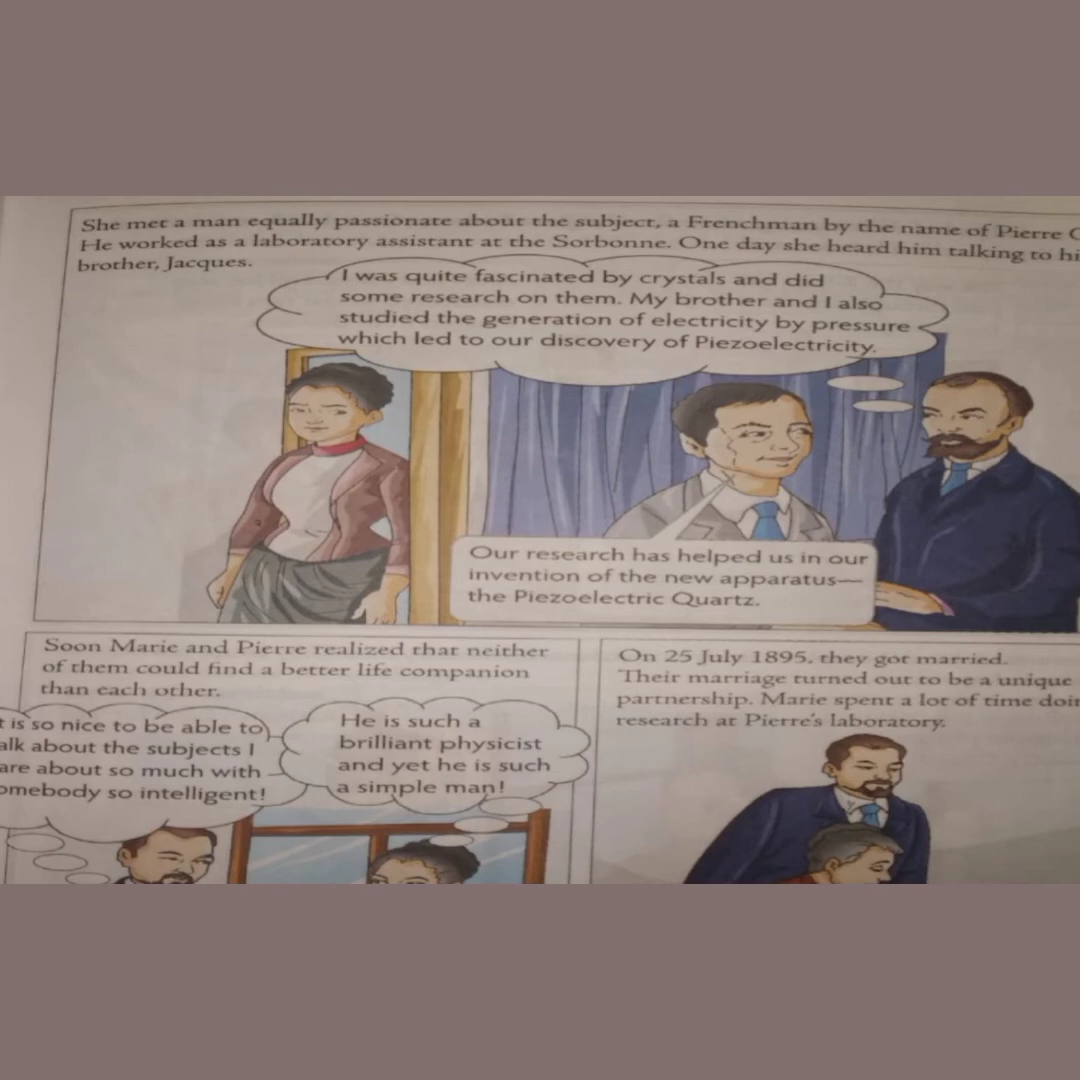 She met a man equally passionate about the subject, a Frenchman by the name of Pierre
He worked as a laboratory assistant at the Sorbonne. One day she heard him talking to
brother, Jacques.
I was quite fascinated by crystals and did
some research on them. My brother and I also
studied the generation of electricity by pressure
which led to our discovery of Piezoelectricity.
Our research has helped us in our
invention of the new apparatus—
the Piezoelectric Quartz.
Soon Marie and Pierre realized that neither
of them could find a better life companion
than each other.
is so nice to be able to
about the subjects I
about so much with
so intelligent!
He is such a
brilliant physicist
and yet he is such
a simple man!
On 25 July 1895, they got married.
Their marriage turned out to be a unique
partnership. Marie spent a lot of time
research at Pierre's laboratory.